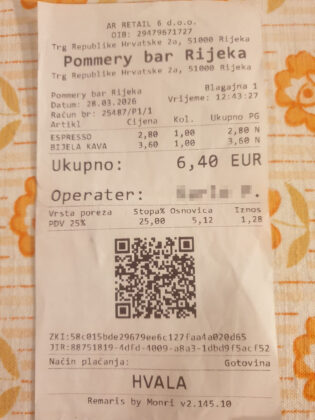 AR RETAIL 6 d.o.o.
OIB: 29479671727
Trg Republike Hrvatske 2a, 51000 Rijeka
Pommery bar Rijeka
Trg Republike Hrvatske 2a, 51000 Rijeka
Pommery bar Rijeka Blagajna 1
Datum: 28.03.2026 Vrijeme: 12:43:27
Račun br: 25487/P1/1
Artikl Cijena Kol. Ukupno PG
ESPRESSO 2,80 1,00 2,80 N
BIJELA KAVA 3,60 1,00 3,60 N
Ukupno: 6,40 EUR
Operater:
Vrsta poreza Stopa% Osnovica Iznos
PDV 25% 25,00 5,12 1,28
ZKI:58c015bde29679ee6c127faa4a020d65
JIR:88751819-4dfd-4009-a8a3-1dbd9f5acf52
Način plaćanja: Gotovina
HVALA
Remaris by Monri v2.145.10